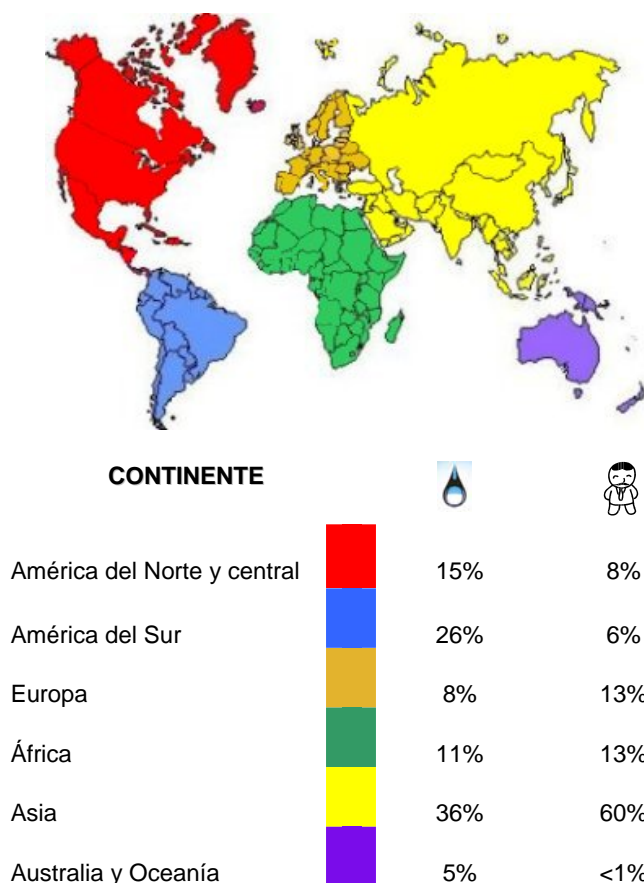 CONTINENTE
América del Norte y central 15% 8%
América del Sur 26% 6%
Europa 8% 13%
África 11% 13%
Asia 36% 60%
Australia y Oceanía 5% <1%